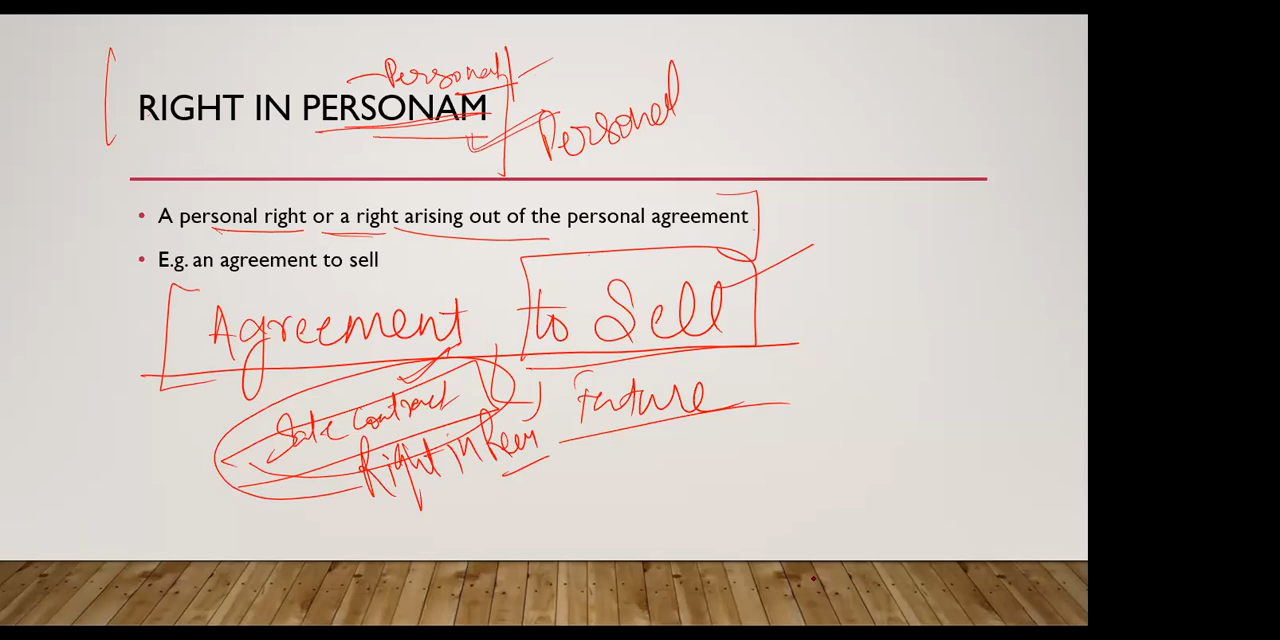 Personal
RIGHT IN PERSONAM
Personal
• A personal right or a right arising out of the personal agreement
• E.g. an agreement to sell
Agreement to Sell
Sale Contract
Future
Right in Reem